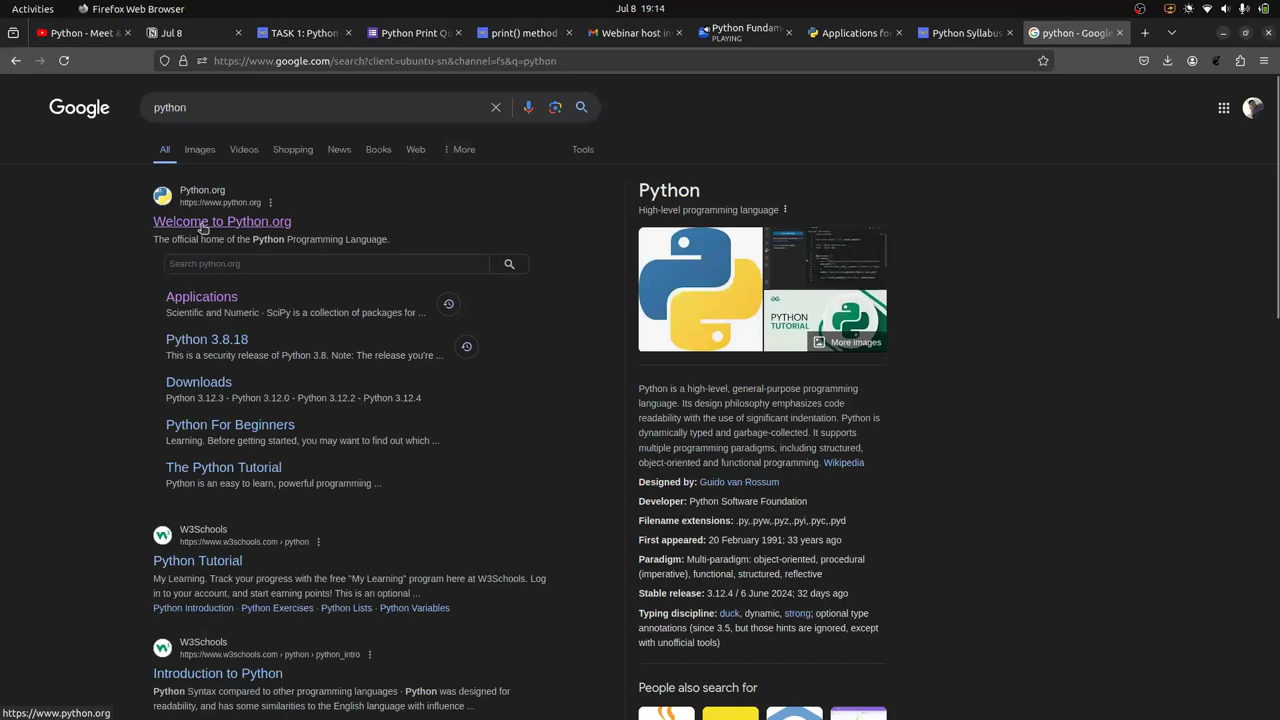 Activities
Firefox Web Browser
Jul 8 19:14
Python - Meet &
Jul 8
TASK 1: Python
Python Print Qu
print() method -
Webinar host in
Python Fundam
PLAYING
Applications for
Python Syllabus
python - Google
https://www.google.com/search?client=ubuntu-sn&channel=fs&q=python
Google
python
All
Images
Videos
Shopping
News
Books
Web
More
Tools
Python.org
https://www.python.org
Welcome to Python.org
The official home of the Python Programming Language.
Search python.org
Applications
Scientific and Numeric · SciPy is a collection of packages for ...
Python 3.8.18
This is a security release of Python 3.8. Note: The release you're ...
Downloads
Python 3.12.3 - Python 3.12.0 - Python 3.12.2 - Python 3.12.4
Python For Beginners
Learning. Before getting started, you may want to find out which ...
The Python Tutorial
Python is an easy to learn, powerful programming ...
W3Schools
https://www.w3schools.com › python
Python Tutorial
My Learning. Track your progress with the free "My Learning" program here at W3Schools. Log
in to your account, and start earning points! This is an optional ...
Python Introduction · Python Exercises · Python Lists · Python Variables
W3Schools
https://www.w3schools.com › python › python_intro
Introduction to Python
Python Syntax compared to other programming languages · Python was designed for
readability, and has some similarities to the English language with influence ...
https://www.python.org
Python
High-level programming language
PYTHON
TUTORIAL
More images
Python is a high-level, general-purpose programming
language. Its design philosophy emphasizes code
readability with the use of significant indentation. Python is
dynamically typed and garbage-collected. It supports
multiple programming paradigms, including structured,
object-oriented and functional programming. Wikipedia
Designed by: Guido van Rossum
Developer: Python Software Foundation
Filename extensions: .py,.pyw,.pyz,.pyi,.pyc,.pyd
First appeared: 20 February 1991; 33 years ago
Paradigm: Multi-paradigm: object-oriented, procedural
(imperative), functional, structured, reflective
Stable release: 3.12.4 / 6 June 2024; 32 days ago
Typing discipline: duck, dynamic, strong; optional type
annotations (since 3.5, but those hints are ignored, except
with unofficial tools)
People also search for